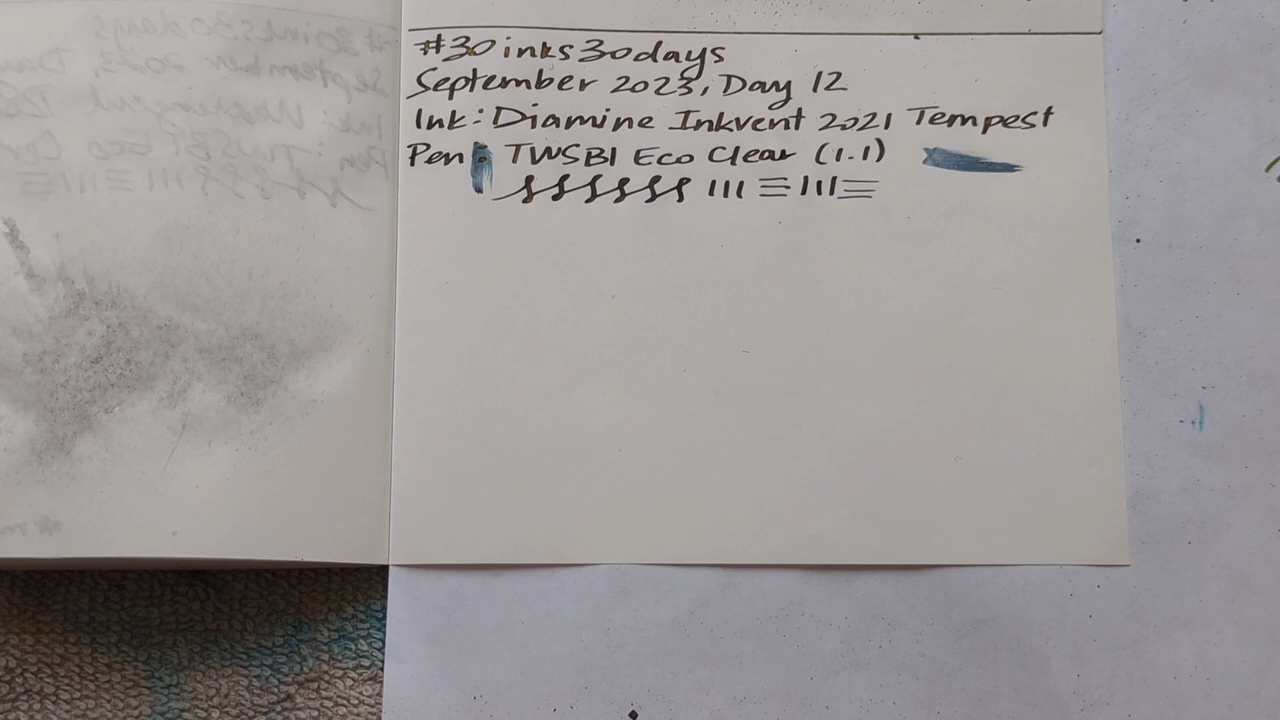 #30inks30days
September 2023, Day 12
Ink: Diamine Inkvent 2021 Tempest
Pen: TWSBI Eco Clear (1.1)